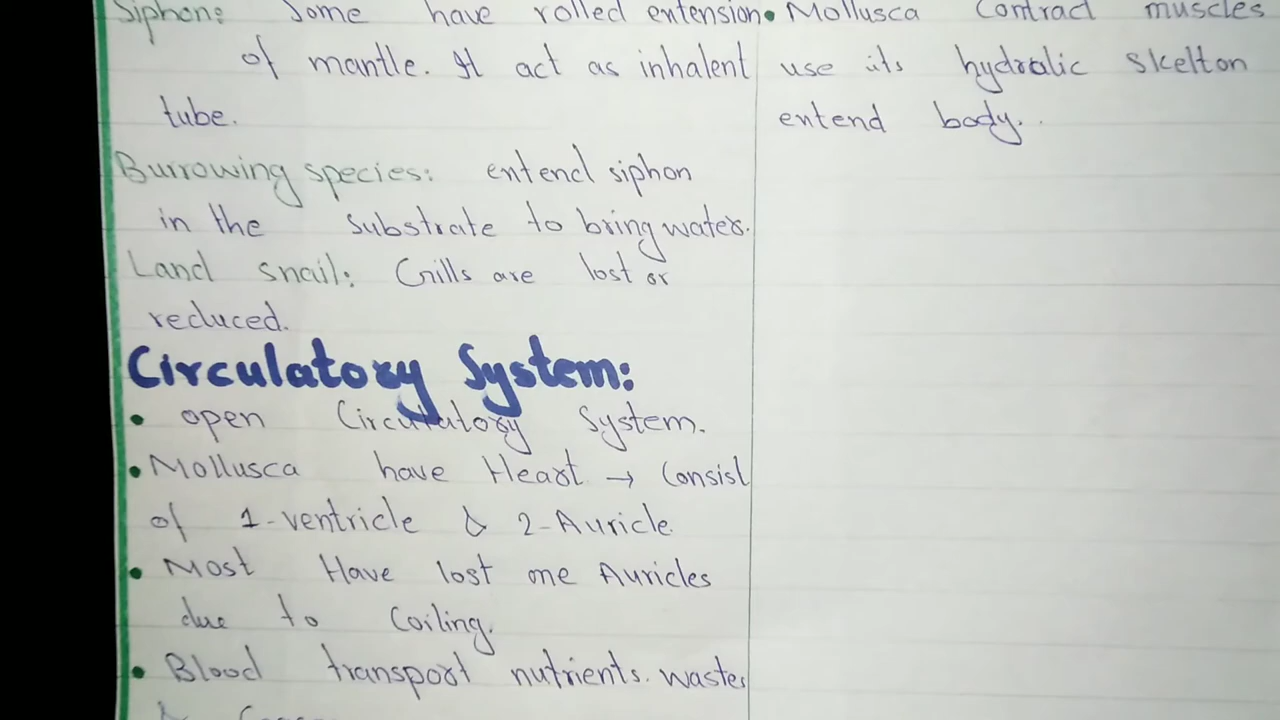 Siphon: Some have rolled extension
of mantle. It act as inhalent
tube.
Burrowing species: entend siphon
in the substrate to bring water.
Land snail: Gills are lost or
reduced.
Circulatory System:
• open Circulatory System.
• Mollusca have Heart → Consist
of 1-ventricle & 2-Auricle.
• Most Have lost one Auricles
due to Coiling.
• Blood transport nutrients. wastes
• Mollusca Contract muscles
use its hydralic Skelton
entend body.